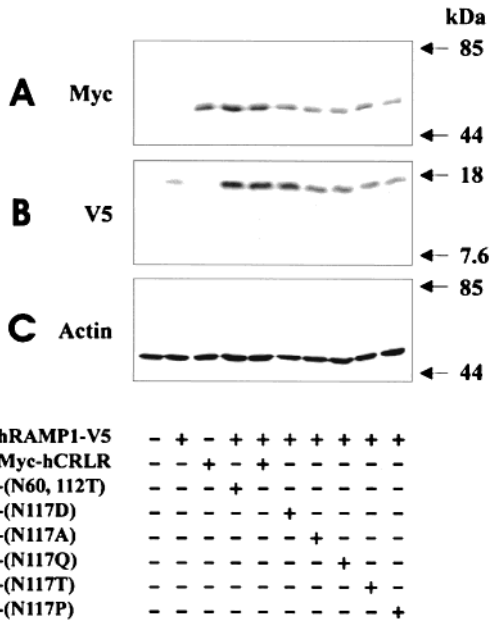 kDa
85
A Myc
44
18
B V5
7.6
85
C Actin
44
hRAMP1-V5 - + - + + + + + + +
Myc-hCRLR - - + - + - - - - -
-(N60, 112T) - - - + - - - - - -
-(N117D) - - - - - + - - - -
-(N117A) - - - - - - + - - -
-(N117Q) - - - - - - - + - -
-(N117T) - - - - - - - - + -
-(N117P) - - - - - - - - - +